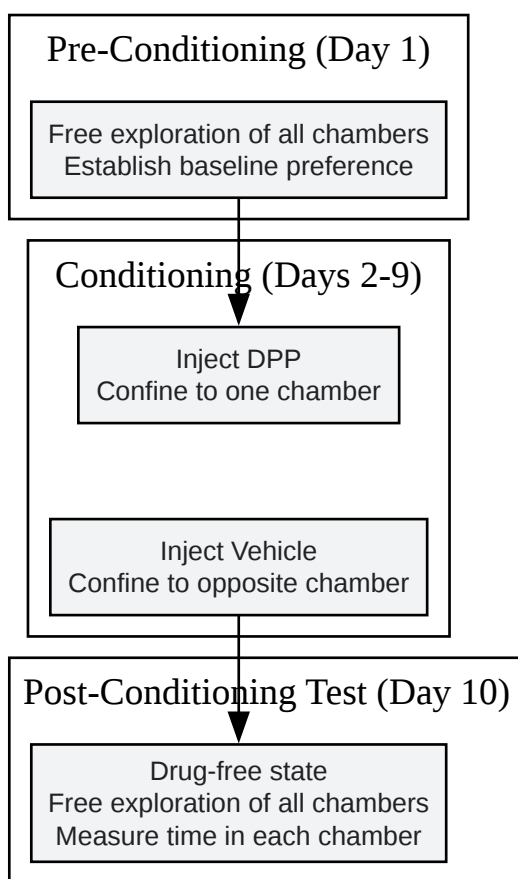 Pre-Conditioning (Day 1)
Free exploration of all chambers
Establish baseline preference
Conditioning (Days 2-9)
Inject DPP
Confine to one chamber
Inject Vehicle
Confine to opposite chamber
Post-Conditioning Test (Day 10)
Drug-free state
Free exploration of all chambers
Measure time in each chamber